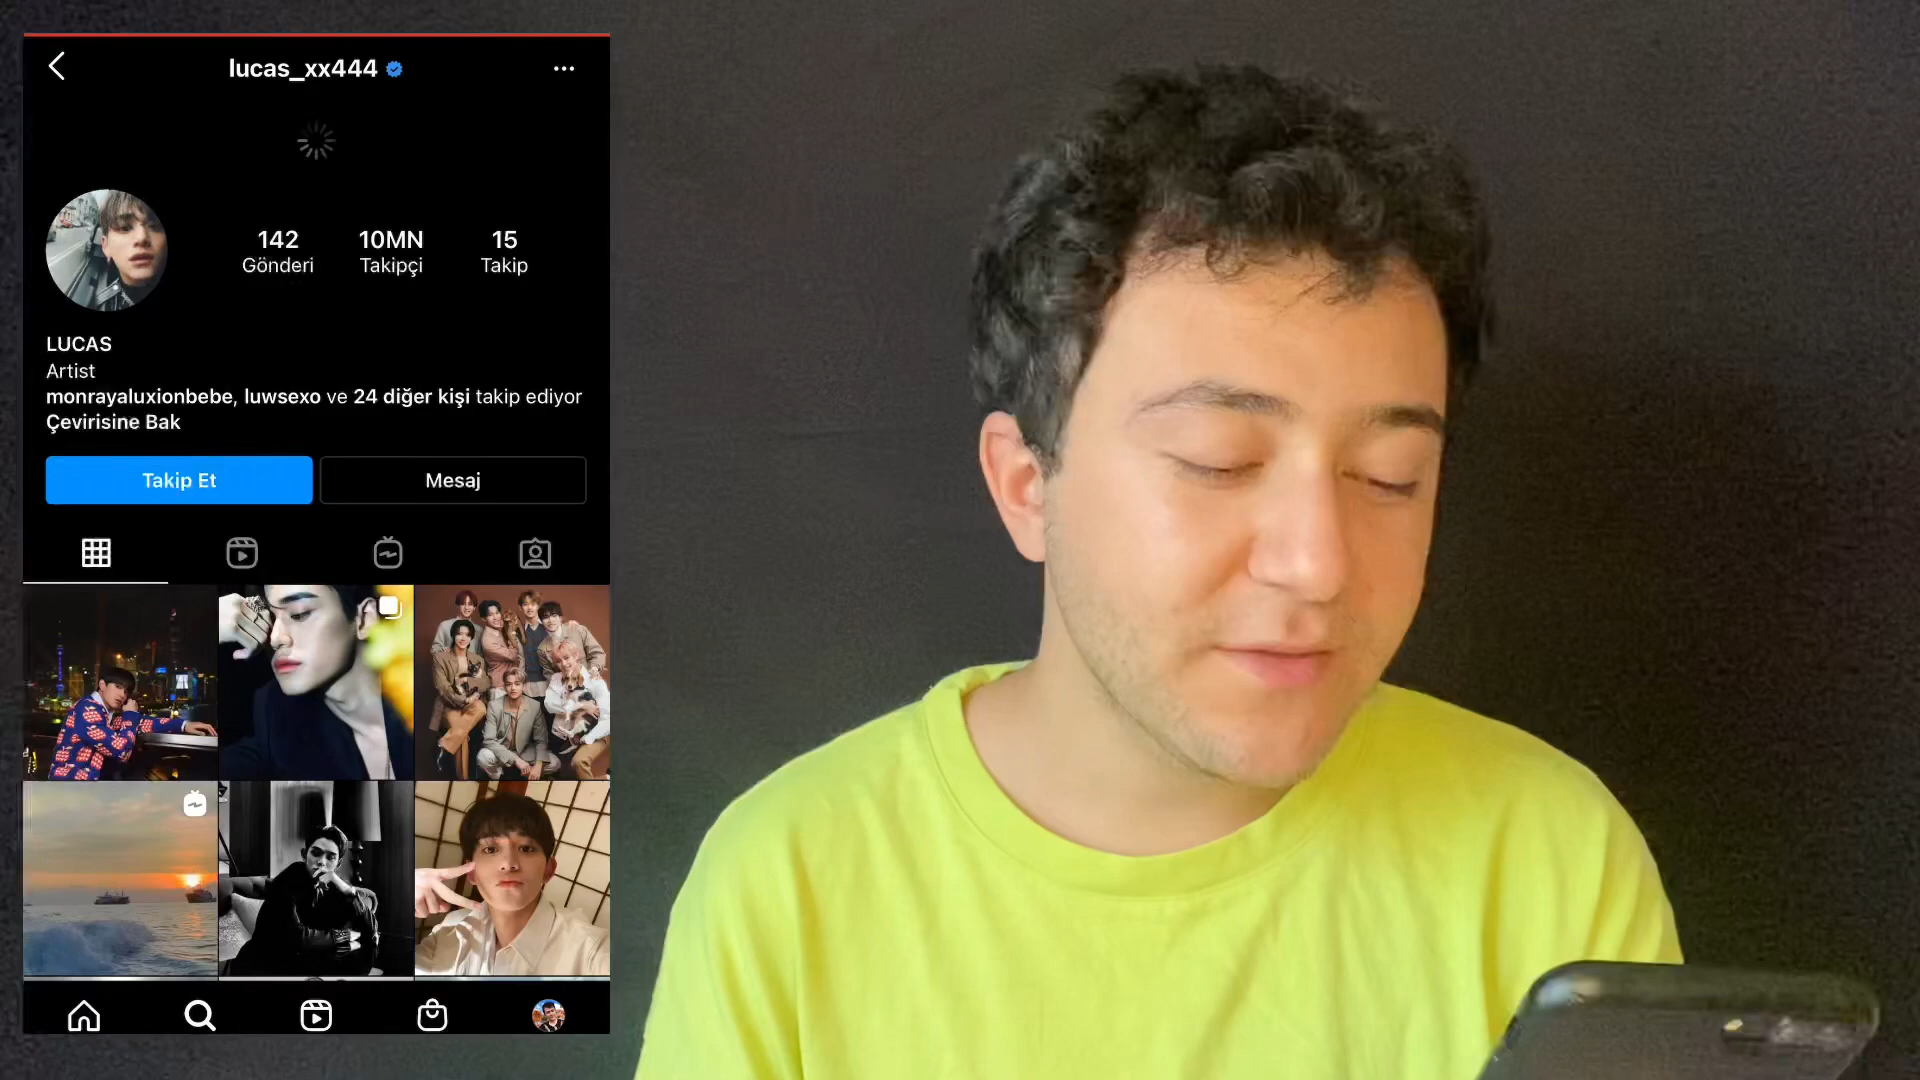 lucas_xx444
142
Gönderi
10MN
Takipçi
15
Takip
LUCAS
Artist
monrayaluxionbebe, luwsexo ve 24 diğer kişi takip ediyor
Çevirisine Bak
Takip Et
Mesaj